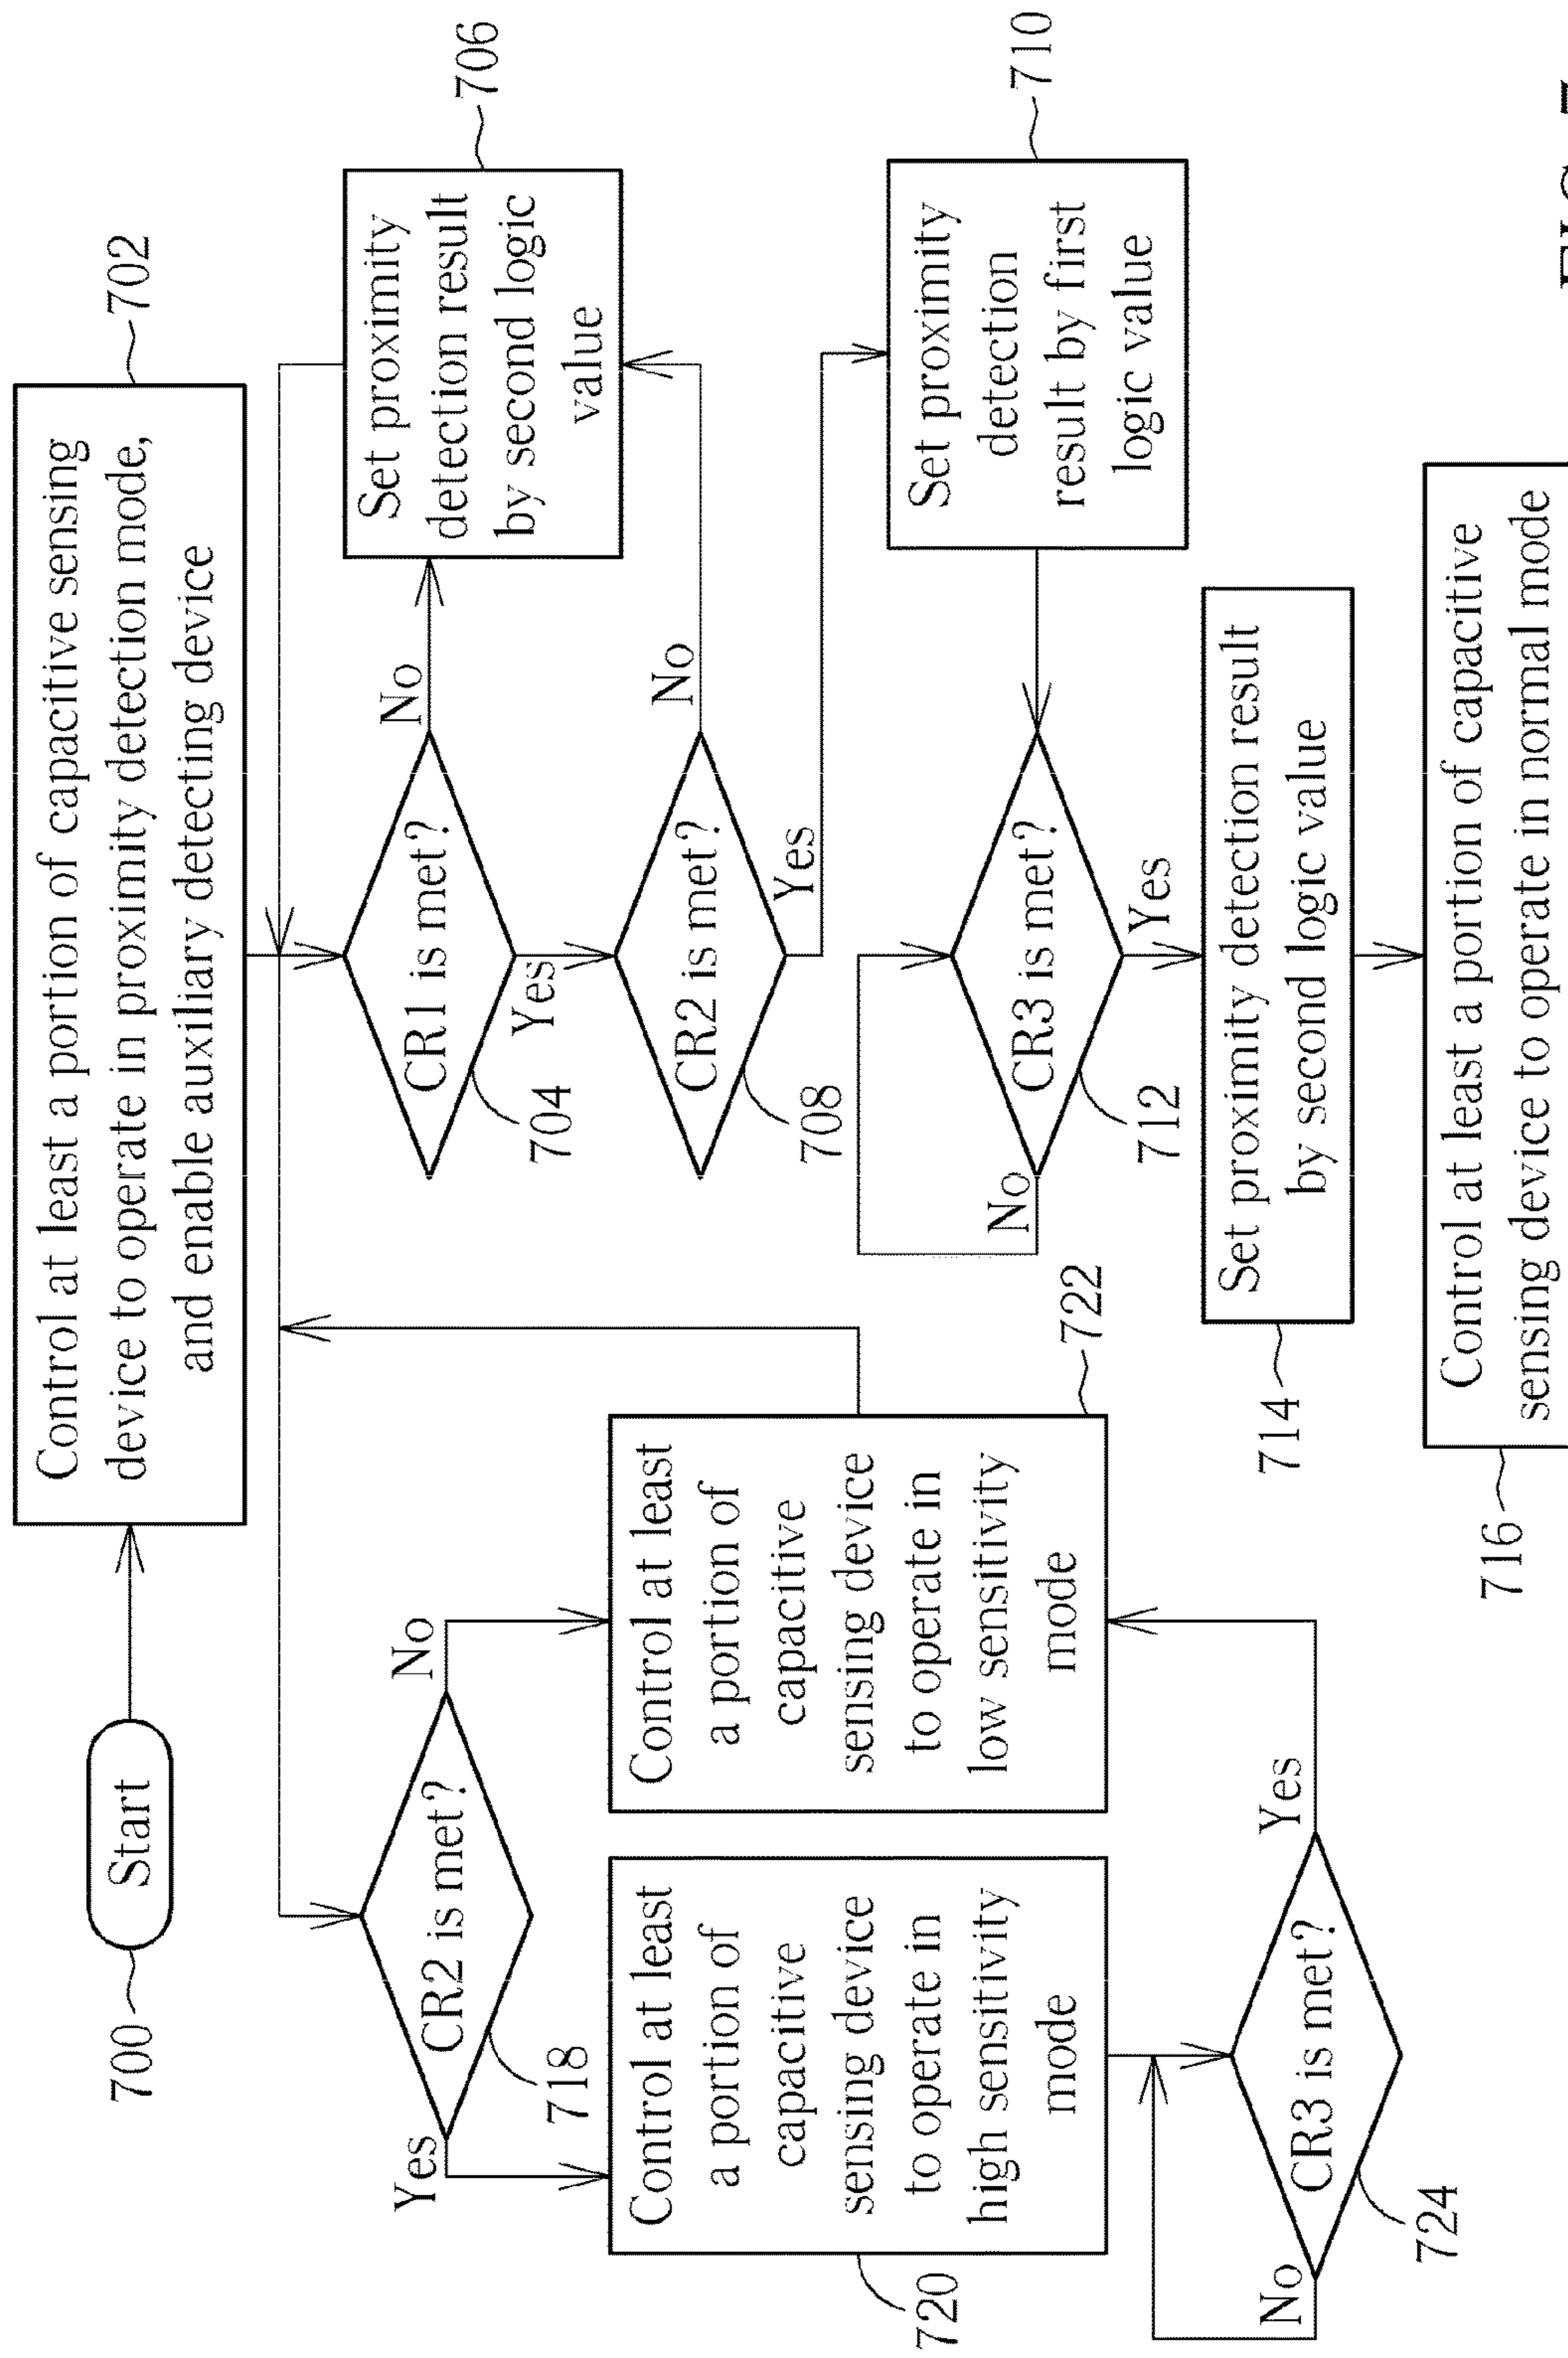 700
Start
Control at least a portion of capacitive sensing
device to operate in proximity detection mode,
and enable auxiliary detecting device
702
Yes
CR2 is met?
No
718
CR1 is met?
No
Yes
704
Set proximity
detection result
by second logic
value
706
Control at least
a portion of
capacitive
sensing device
to operate in
high sensitivity
mode
720
Control at least
a portion of
capacitive
sensing device
to operate in
low sensitivity
mode
722
CR2 is met?
No
Yes
708
No
CR3 is met?
Yes
712
Set proximity
detection
result by first
logic value
710
No
CR3 is met?
Yes
724
714
Set proximity detection result
by second logic value
716
Control at least a portion of capacitive
sensing device to operate in normal mode